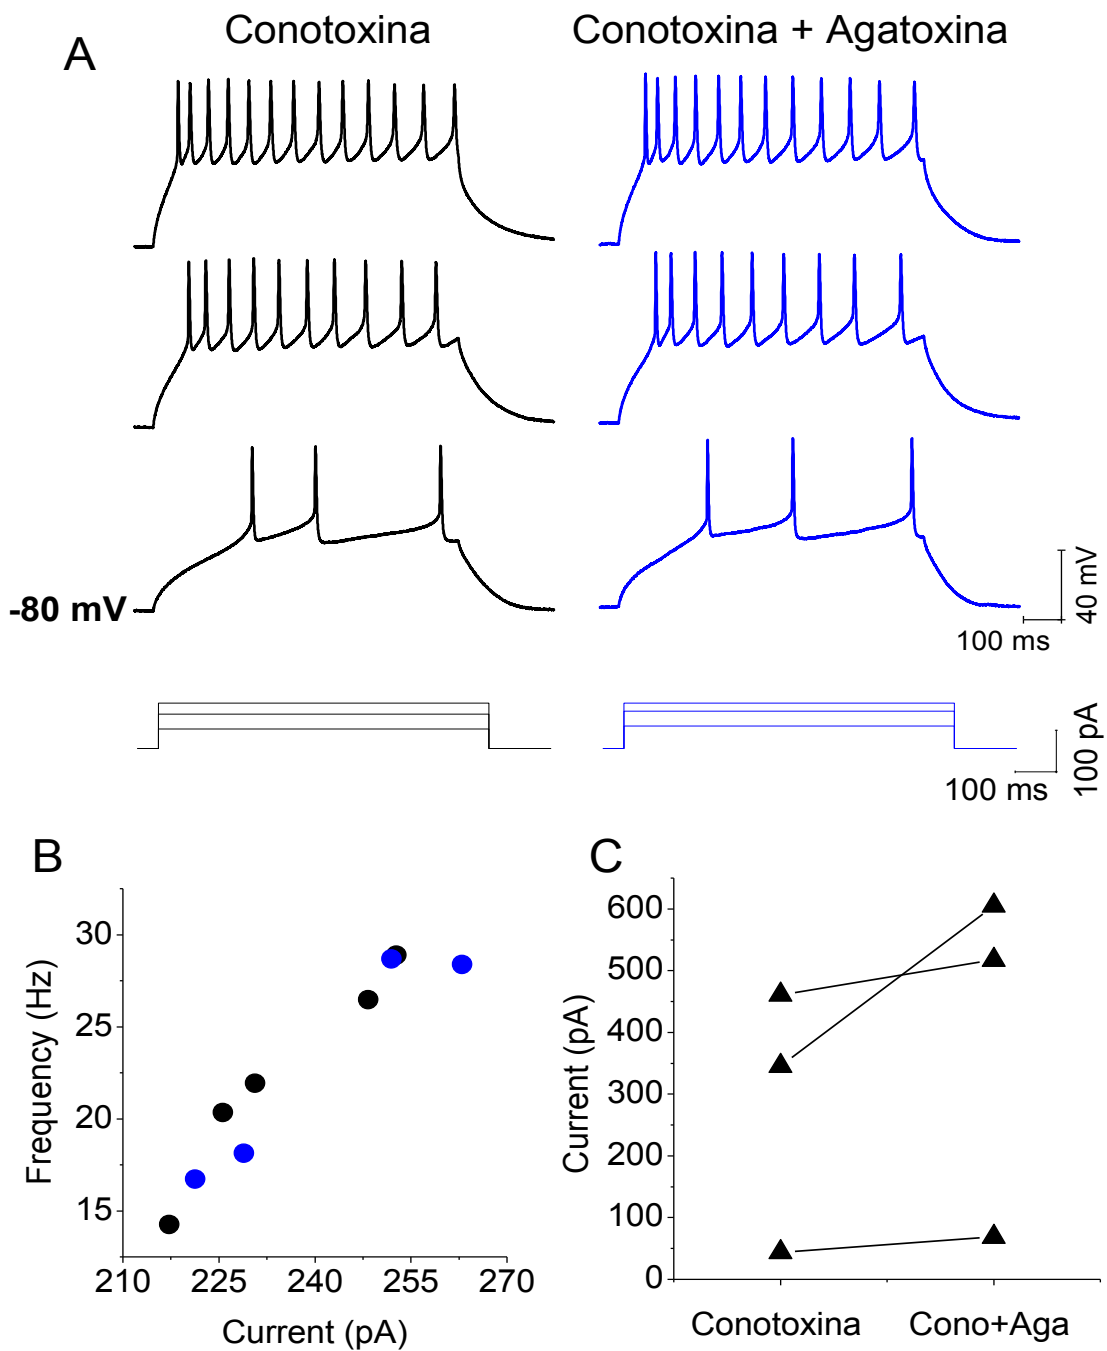 A
Conotoxina
Conotoxina + Agatoxina
-80 mV
40 mV
100 ms
100 pA
100 ms
B
30
25
20
15
210 225 240 255 270
Frequency (Hz)
Current (pA)
C
600
500
400
300
200
100
0
Current (pA)
Conotoxina Cono+Aga